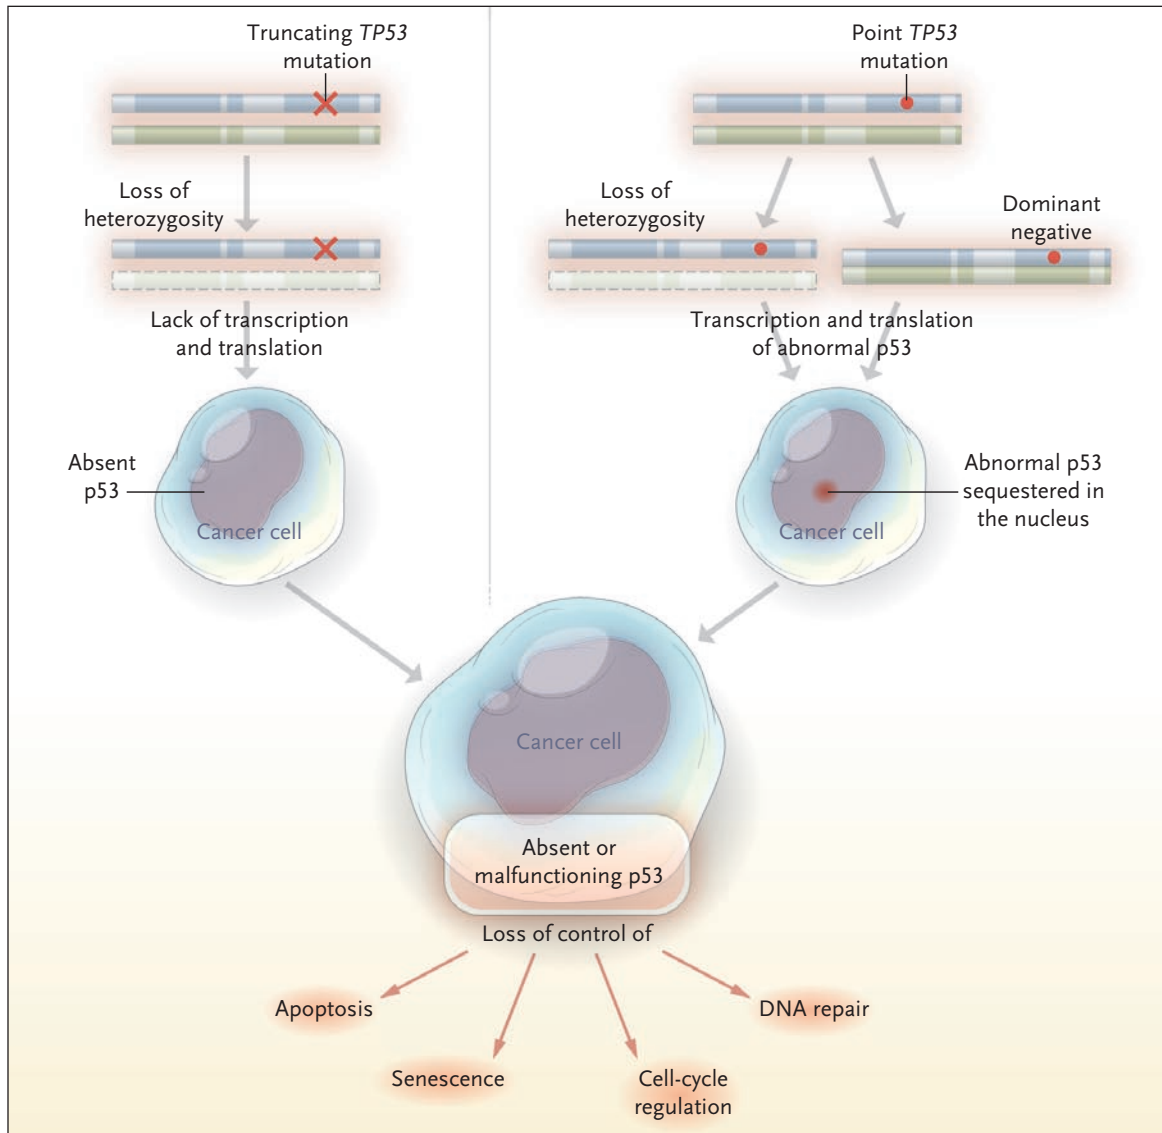 Truncating TP53
mutation
Loss of
heterozygosity
Lack of transcription
and translation
Absent
p53
Cancer cell
Point TP53
mutation
Loss of
heterozygosity
Dominant
negative
Transcription and translation
of abnormal p53
Abnormal p53
sequestered in
the nucleus
Cancer cell
Cancer cell
Absent or
malfunctioning p53
Loss of control of
Apoptosis
DNA repair
Senescence
Cell-cycle
regulation